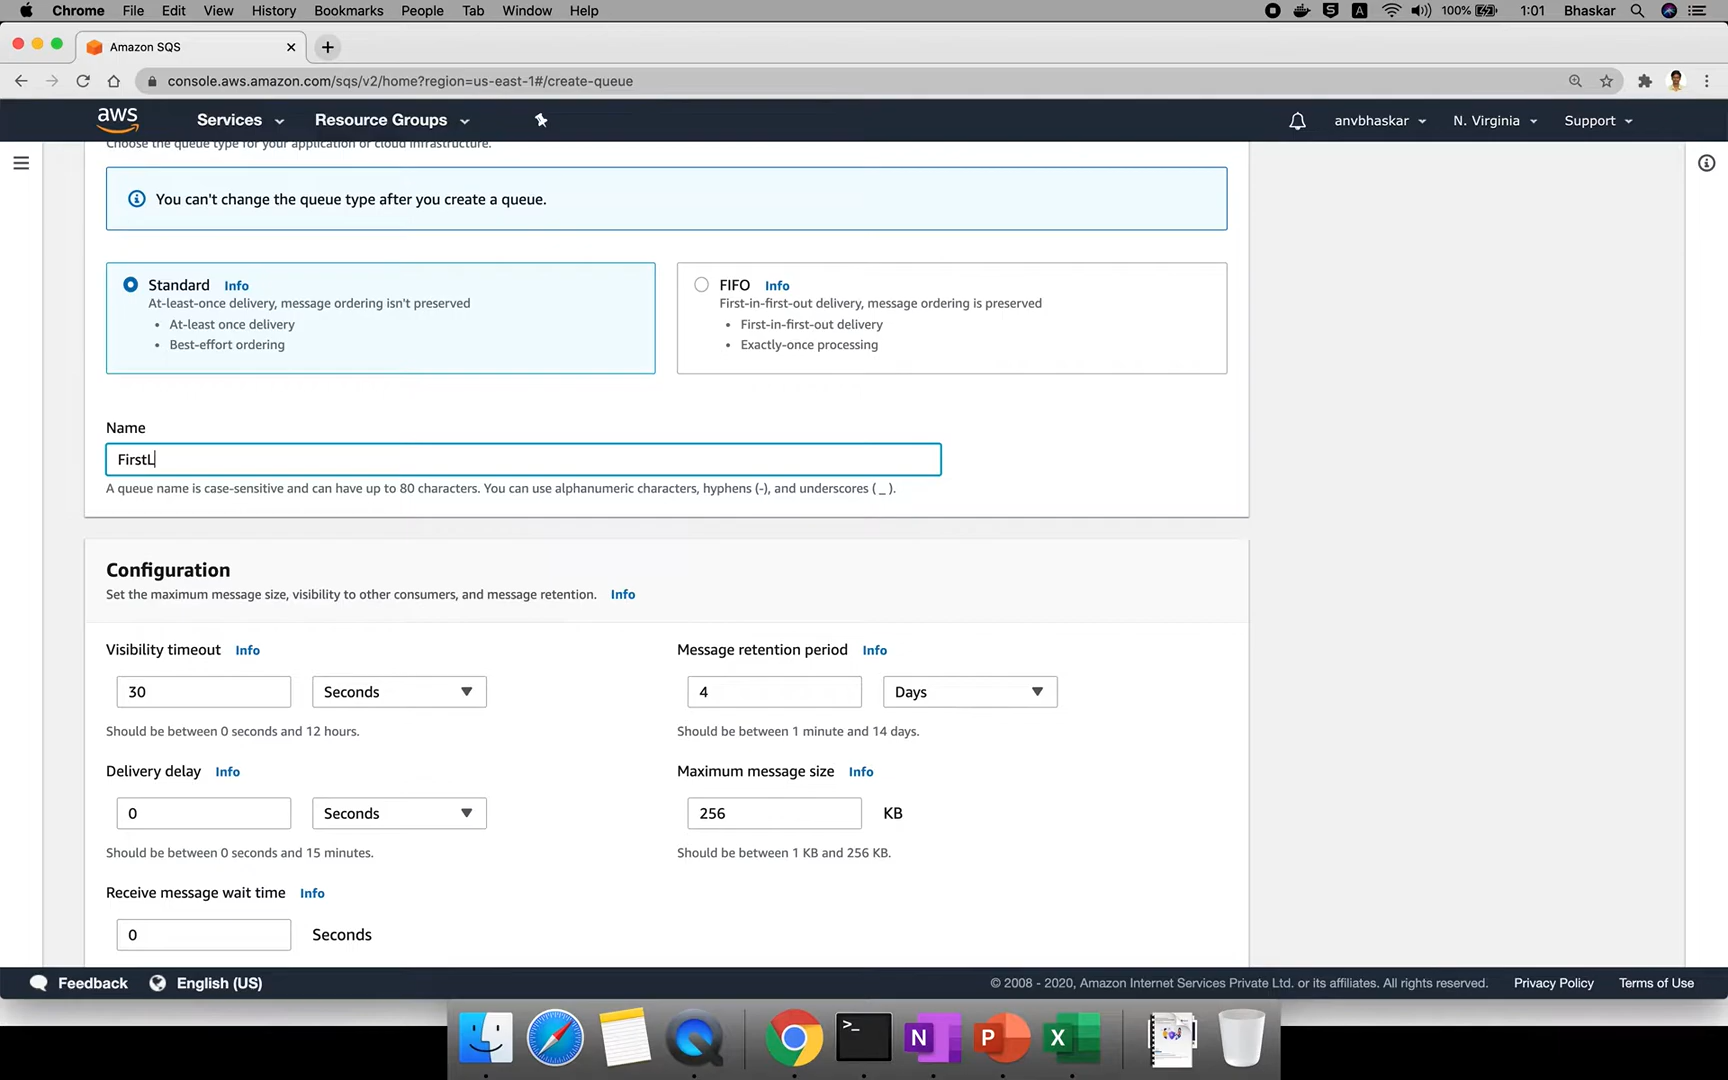 Chrome File Edit View History Bookmarks People Tab Window Help
S A 100% 1:01 Bhaskar
Amazon SQS
console.aws.amazon.com/sqs/v2/home?region=us-east-1#/create-queue
aws Services Resource Groups anvbhaskar N. Virginia Support
Choose the queue type for your application or cloud infrastructure.
You can't change the queue type after you create a queue.
Standard Info
At-least-once delivery, message ordering isn't preserved
• At-least once delivery
• Best-effort ordering
FIFO Info
First-in-first-out delivery, message ordering is preserved
• First-in-first-out delivery
• Exactly-once processing
Name
FirstL
A queue name is case-sensitive and can have up to 80 characters. You can use alphanumeric characters, hyphens (-), and underscores ( _ ).
Configuration
Set the maximum message size, visibility to other consumers, and message retention. Info
Visibility timeout Info
30 Seconds
Should be between 0 seconds and 12 hours.
Message retention period Info
4 Days
Should be between 1 minute and 14 days.
Delivery delay Info
0 Seconds
Should be between 0 seconds and 15 minutes.
Maximum message size Info
256 KB
Should be between 1 KB and 256 KB.
Receive message wait time Info
0 Seconds
Feedback English (US) © 2008 - 2020, Amazon Internet Services Private Ltd. or its affiliates. All rights reserved. Privacy Policy Terms of Use
>_ N P X